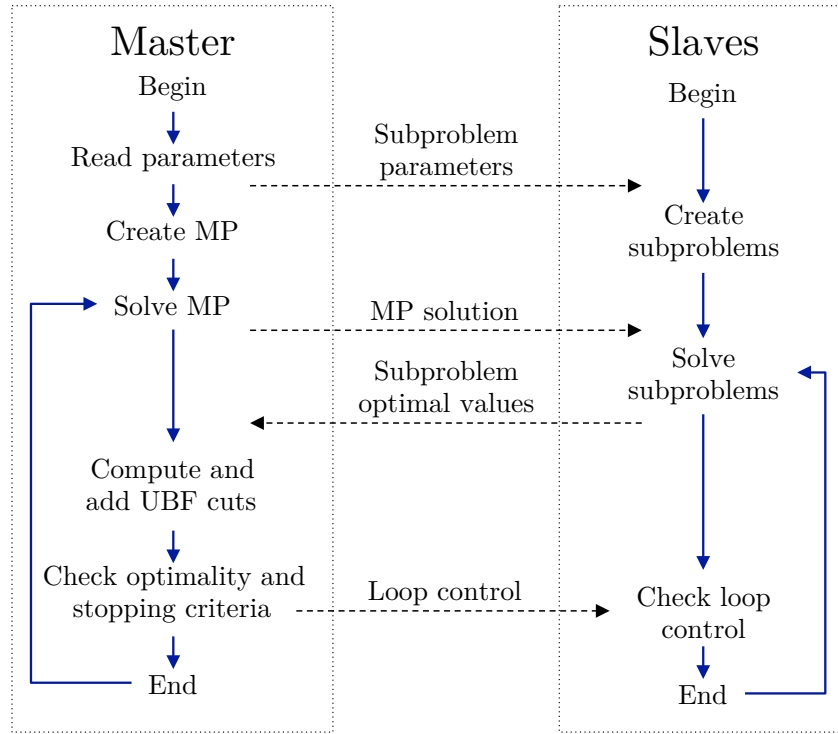 Master
Begin
Read parameters
Create MP
Solve MP
Compute and
add UBF cuts
Check optimality and
stopping criteria
End
Subproblem
parameters
MP solution
Subproblem
optimal values
Loop control
Slaves
Begin
Create
subproblems
Solve
subproblems
Check loop
control
End